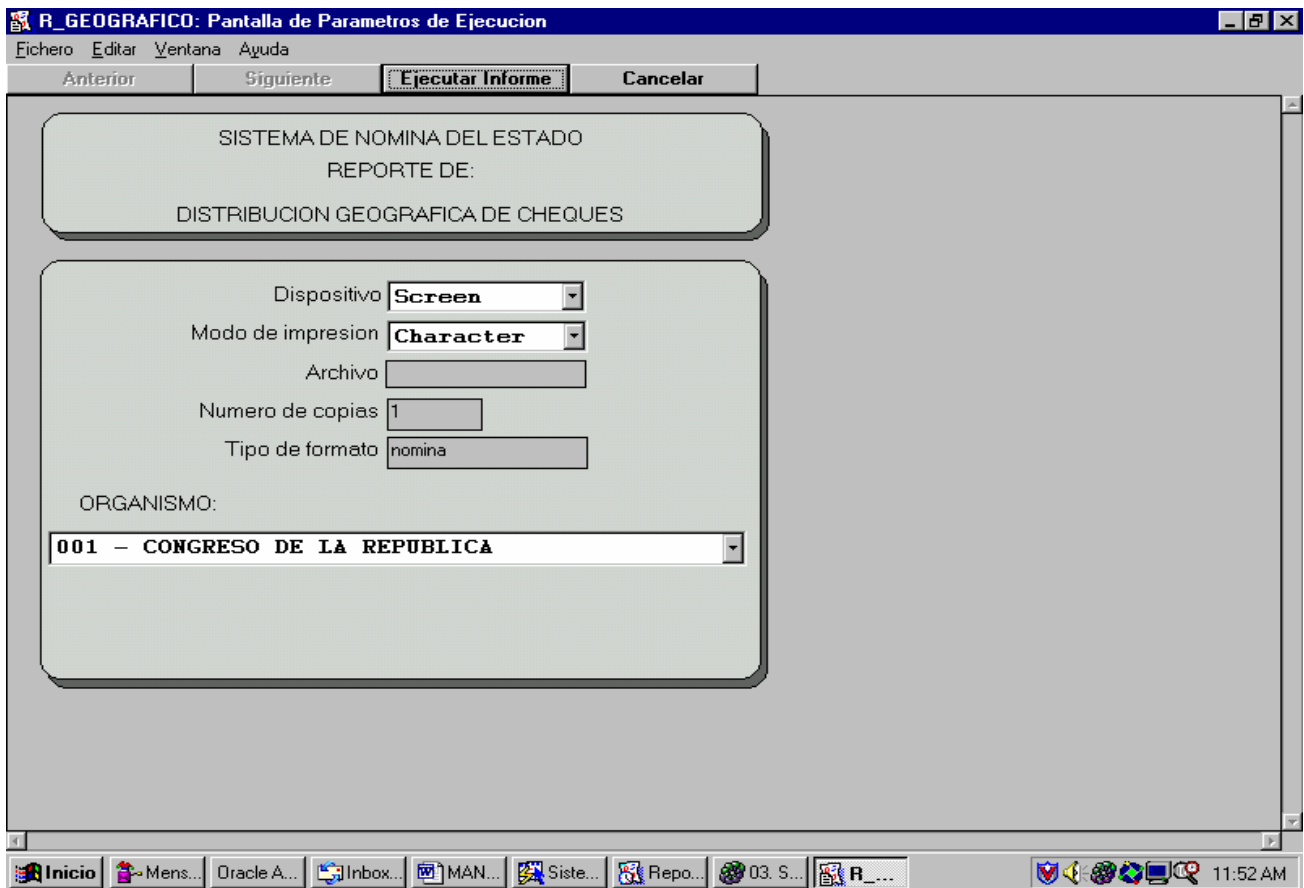 R_GEOGRAFICO: Pantalla de Parametros de Ejecucion
Fichero Editar Ventana Ayuda
Anterior Siguiente Ejecutar Informe Cancelar
SISTEMA DE NOMINA DEL ESTADO
REPORTE DE:
DISTRIBUCION GEOGRAFICA DE CHEQUES
Dispositivo Screen
Modo de impresion Character
Archivo
Numero de copias 1
Tipo de formato nomina
ORGANISMO:
001 – CONGRESO DE LA REPUBLICA
Inicio Mens... Oracle A... Inbox... MAN... Siste... Repo... 03. S... R_... 11:52 AM